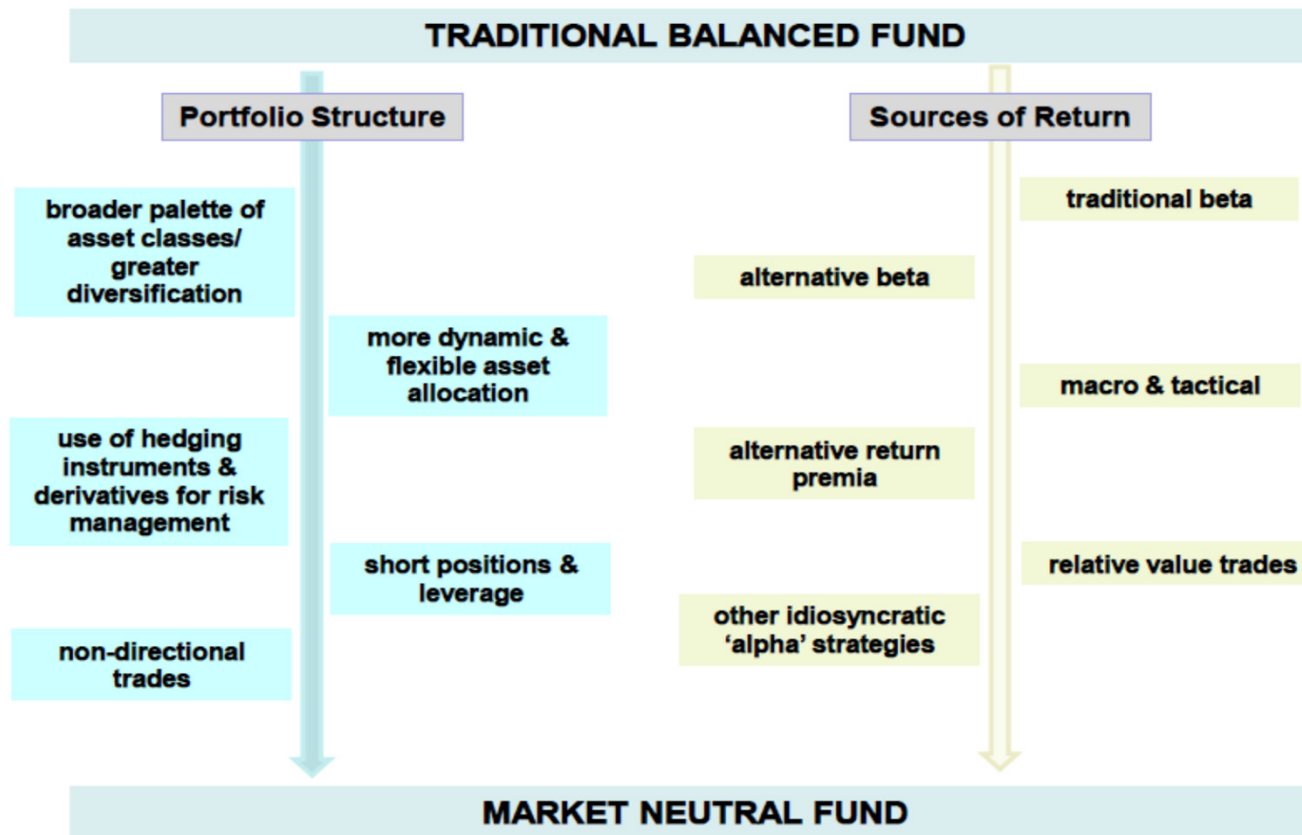 TRADITIONAL BALANCED FUND
Portfolio Structure
broader palette of
asset classes/
greater
diversification
more dynamic &
flexible asset
allocation
use of hedging
instruments &
derivatives for risk
management
short positions &
leverage
non-directional
trades
Sources of Return
traditional beta
alternative beta
macro & tactical
alternative return
premia
relative value trades
other idiosyncratic
‘alpha’ strategies
MARKET NEUTRAL FUND